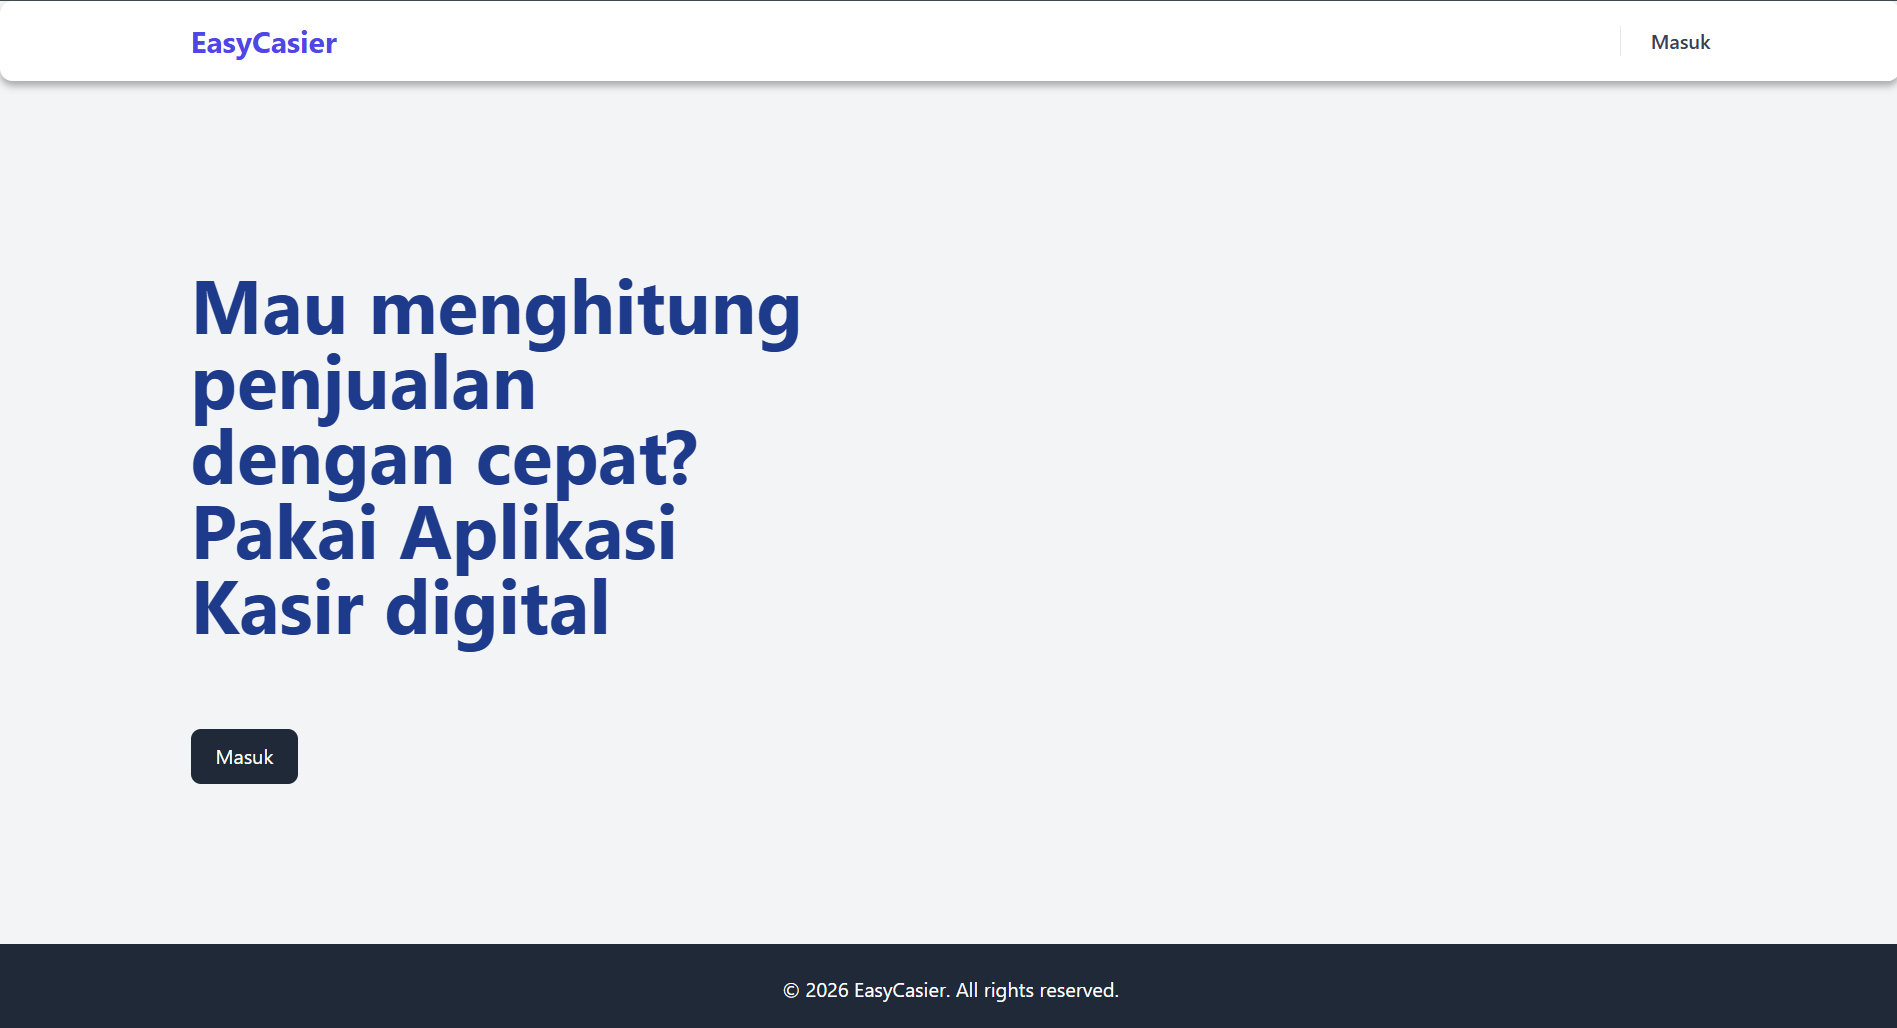 EasyCasier
Masuk
Mau menghitung
penjualan
dengan cepat?
Pakai Aplikasi
Kasir digital
Masuk
© 2026 EasyCasier. All rights reserved.